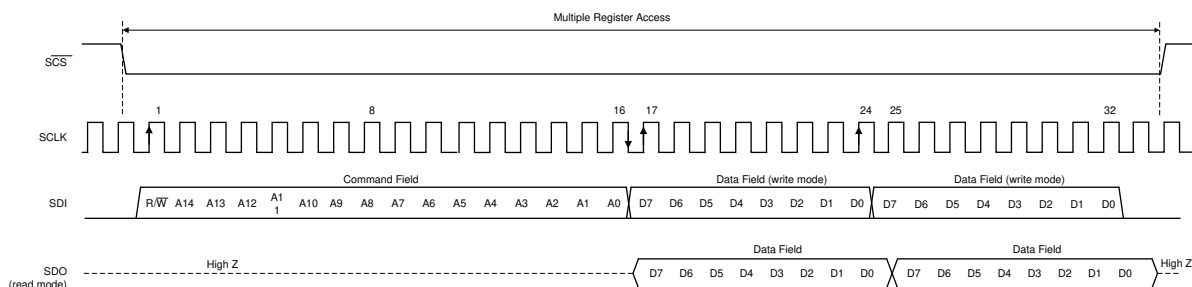 Multiple Register Access
SCS
1 8 16 17 24 25 32
SCLK
Command Field Data Field (write mode) Data Field (write mode)
SDI R/W A14 A13 A12 A1 A10 A9 A8 A7 A6 A5 A4 A3 A2 A1 A0 D7 D6 D5 D4 D3 D2 D1 D0 D7 D6 D5 D4 D3 D2 D1 D0
1
Data Field Data Field
High Z High Z
SDO D7 D6 D5 D4 D3 D2 D1 D0 D7 D6 D5 D4 D3 D2 D1 D0
(read mode)